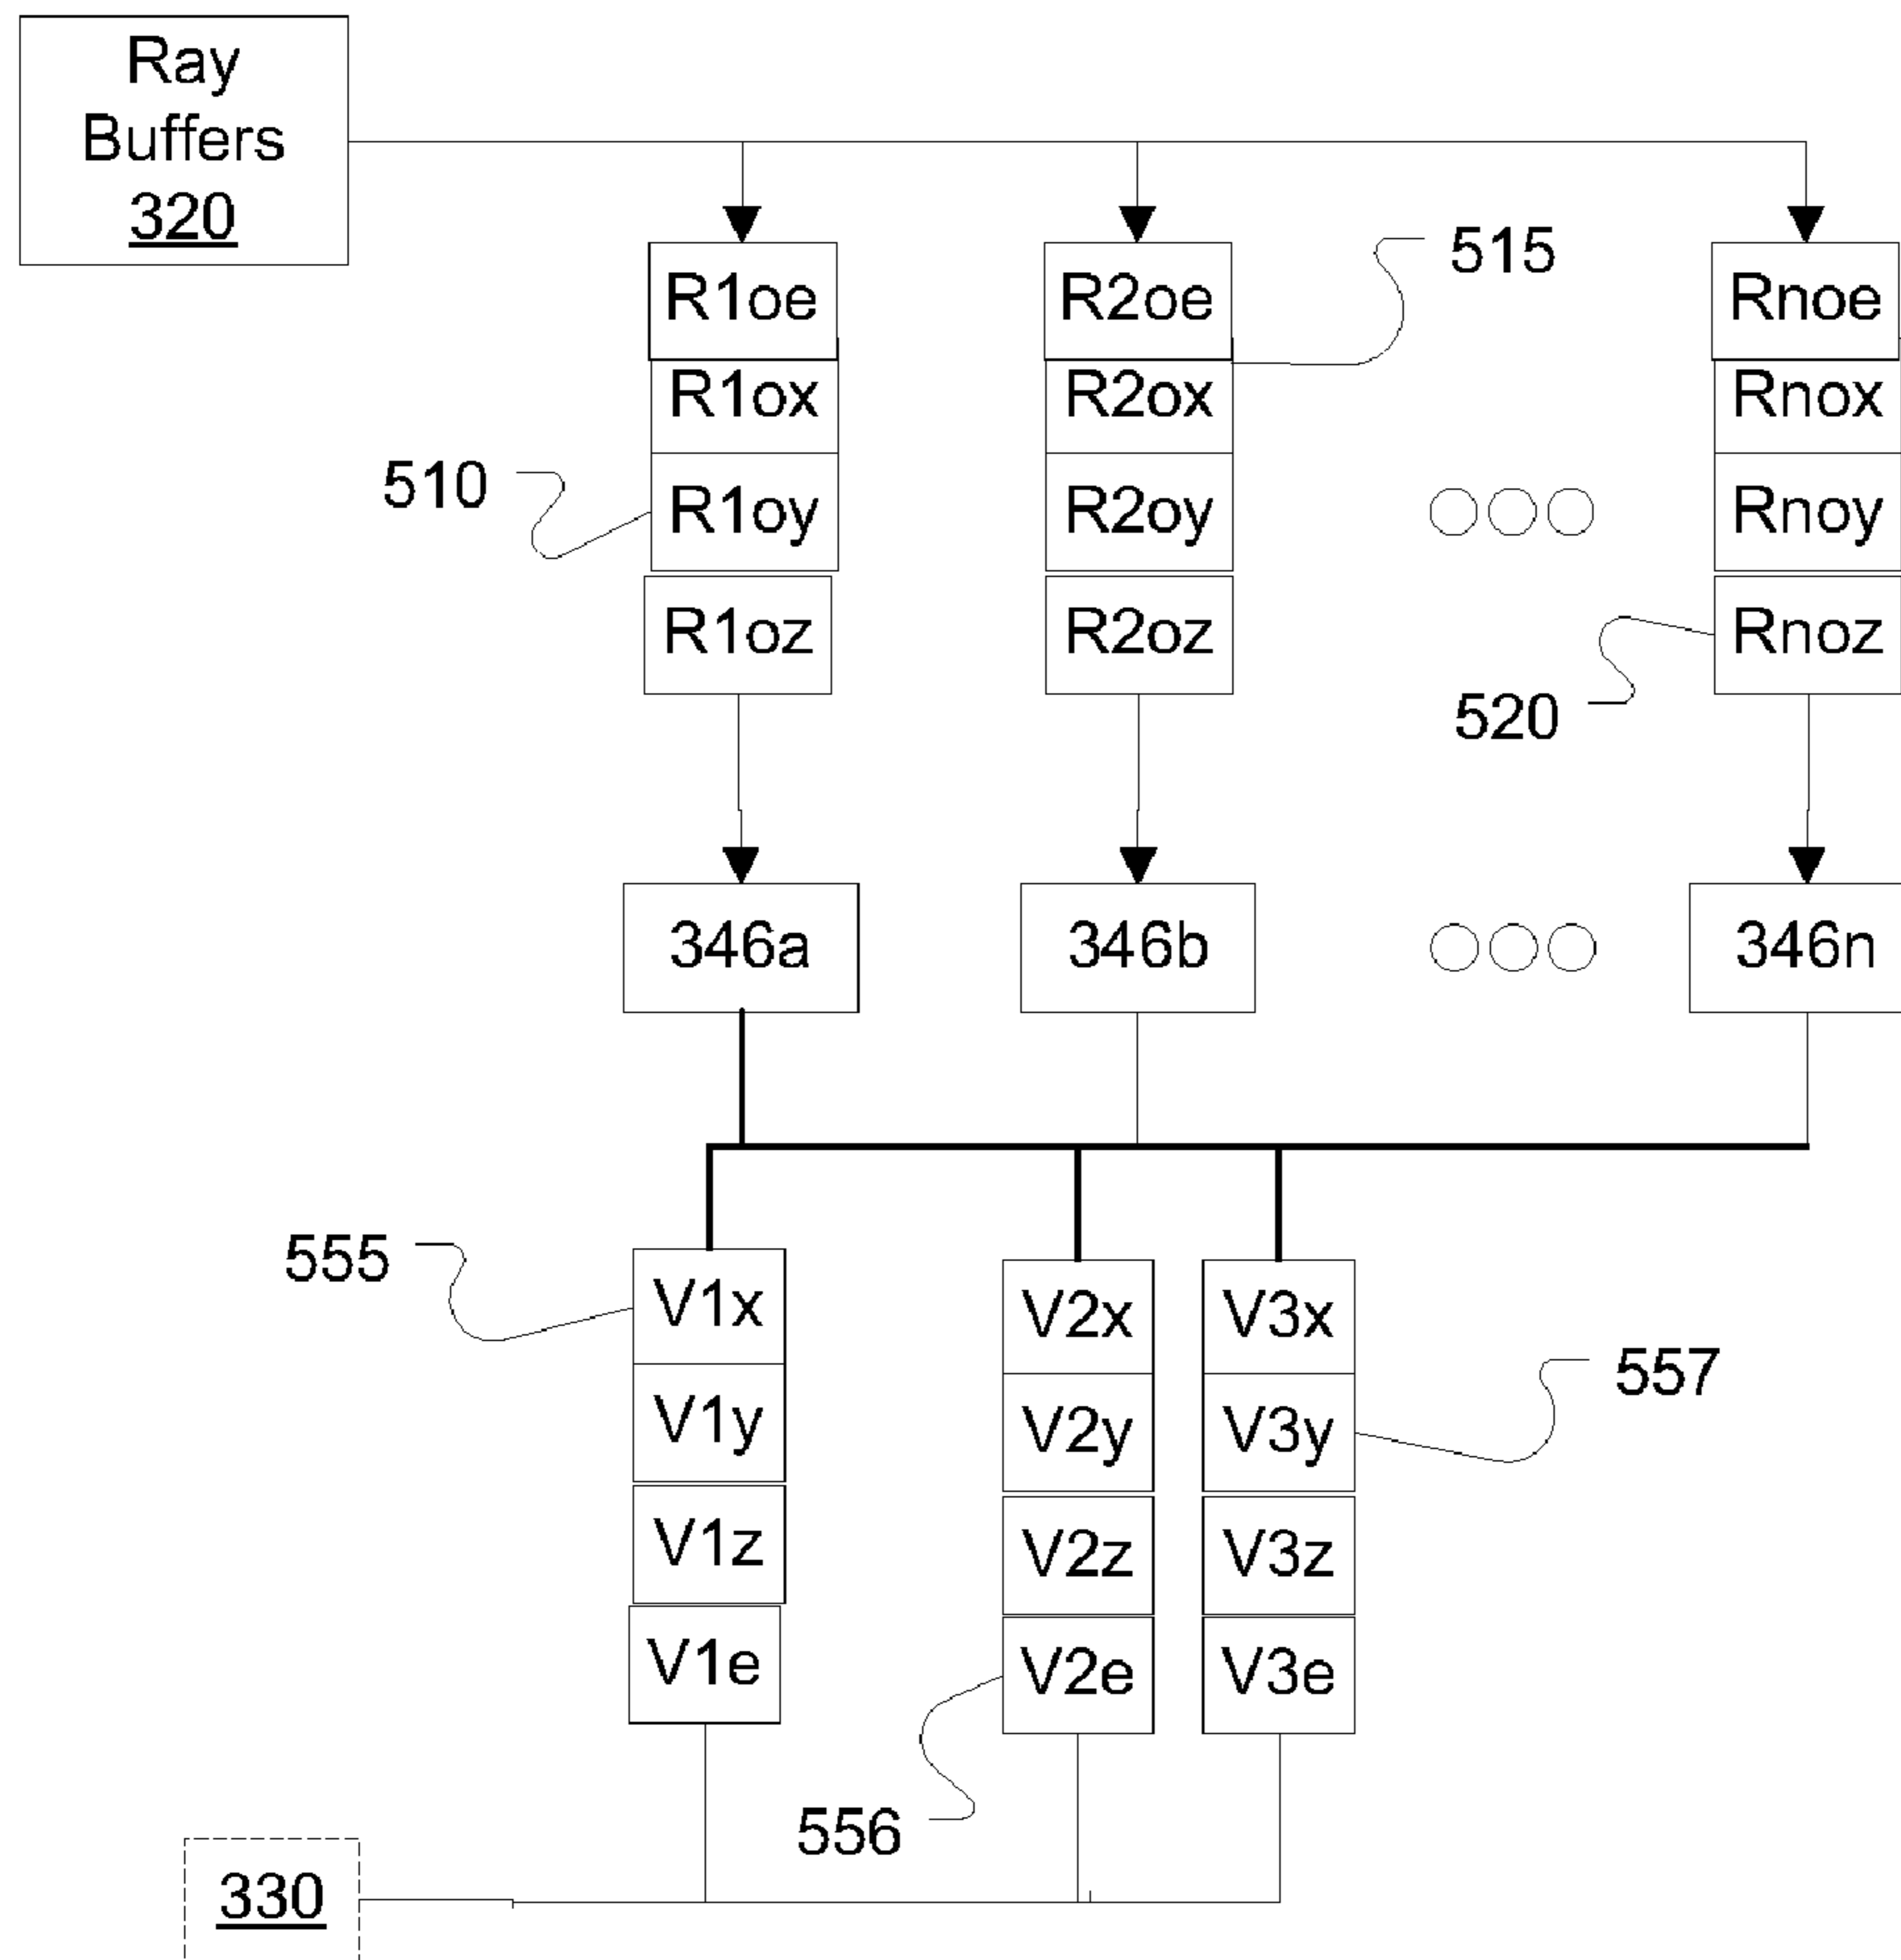 Ray
Buffers
320
515
R1oe
R2oe
Rnoe
R1ox
R2ox
Rnox
510
R1oy
R2oy
Rnoy
R1oz
R2oz
Rnoz
520
346a
346b
346n
555
V1x
V2x
V3x
557
V1y
V2y
V3y
V1z
V2z
V3z
V1e
V2e
V3e
556
330